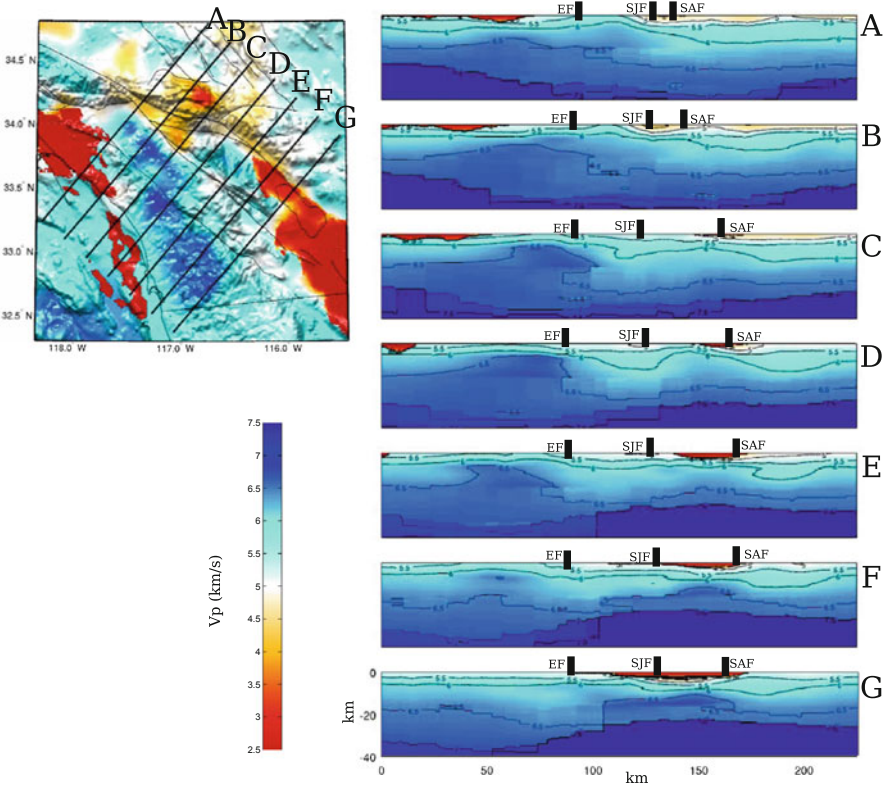 A
B
C
D
E
F
G
34.5° N
34.0° N
33.5° N
33.0° N
32.5° N
118.0 W
117.0° W
116.0 W
7.5
7
6.5
6
5.5
5
4.5
4
3.5
3
2.5
Vp (km/s)
EF SJF SAF A
EF SJF SAF B
EF SJF SAF C
EF SJF SAF D
EF SJF SAF E
EF SJF SAF F
EF SJF SAF G
0
-20
-40
km
0 50 100 150 200
km